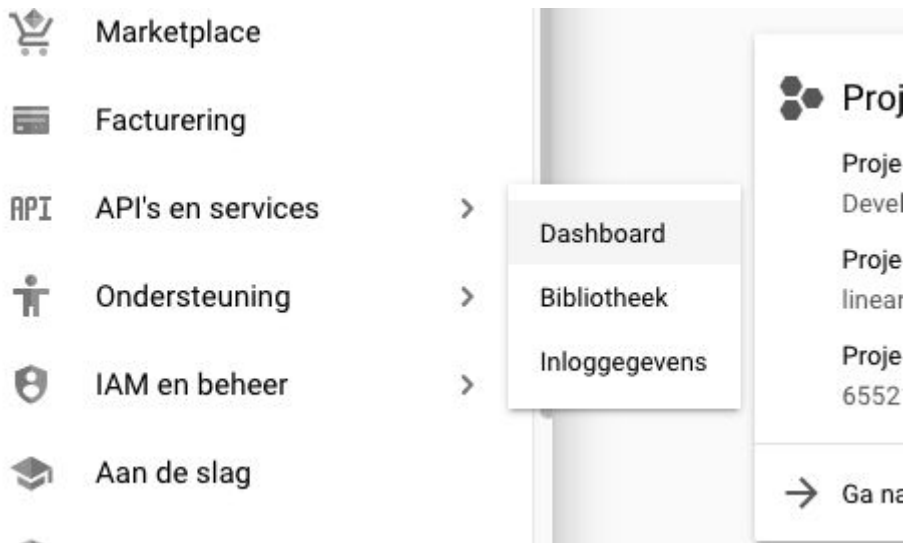 Marketplace
Facturering
API API's en services
Ondersteuning
IAM en beheer
Aan de slag
Dashboard
Bibliotheek
Inloggegevens
Proj
Proje
Devel
Proje
linear
Proje
6552
Ga na